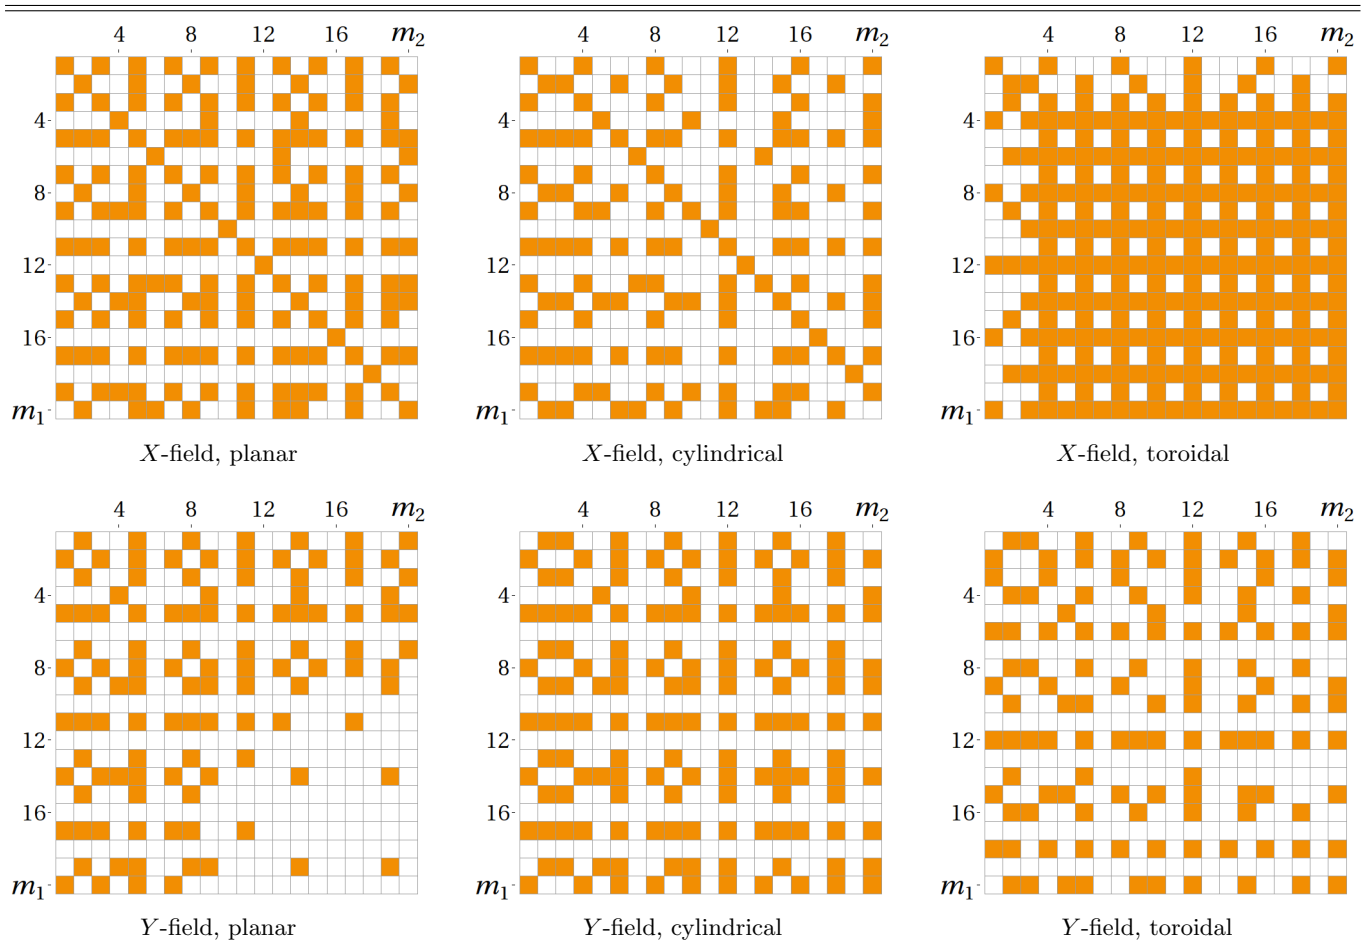 4 8 12 16 m₂ 4 8 12 16 m₂ 4 8 12 16 m₂
4 4 4
8 8 8
12 12 12
16 16 16
m₁ m₁ m₁
X-field, planar X-field, cylindrical X-field, toroidal
4 8 12 16 m₂ 4 8 12 16 m₂ 4 8 12 16 m₂
4 4 4
8 8 8
12 12 12
16 16 16
m₁ m₁ m₁
Y-field, planar Y-field, cylindrical Y-field, toroidal